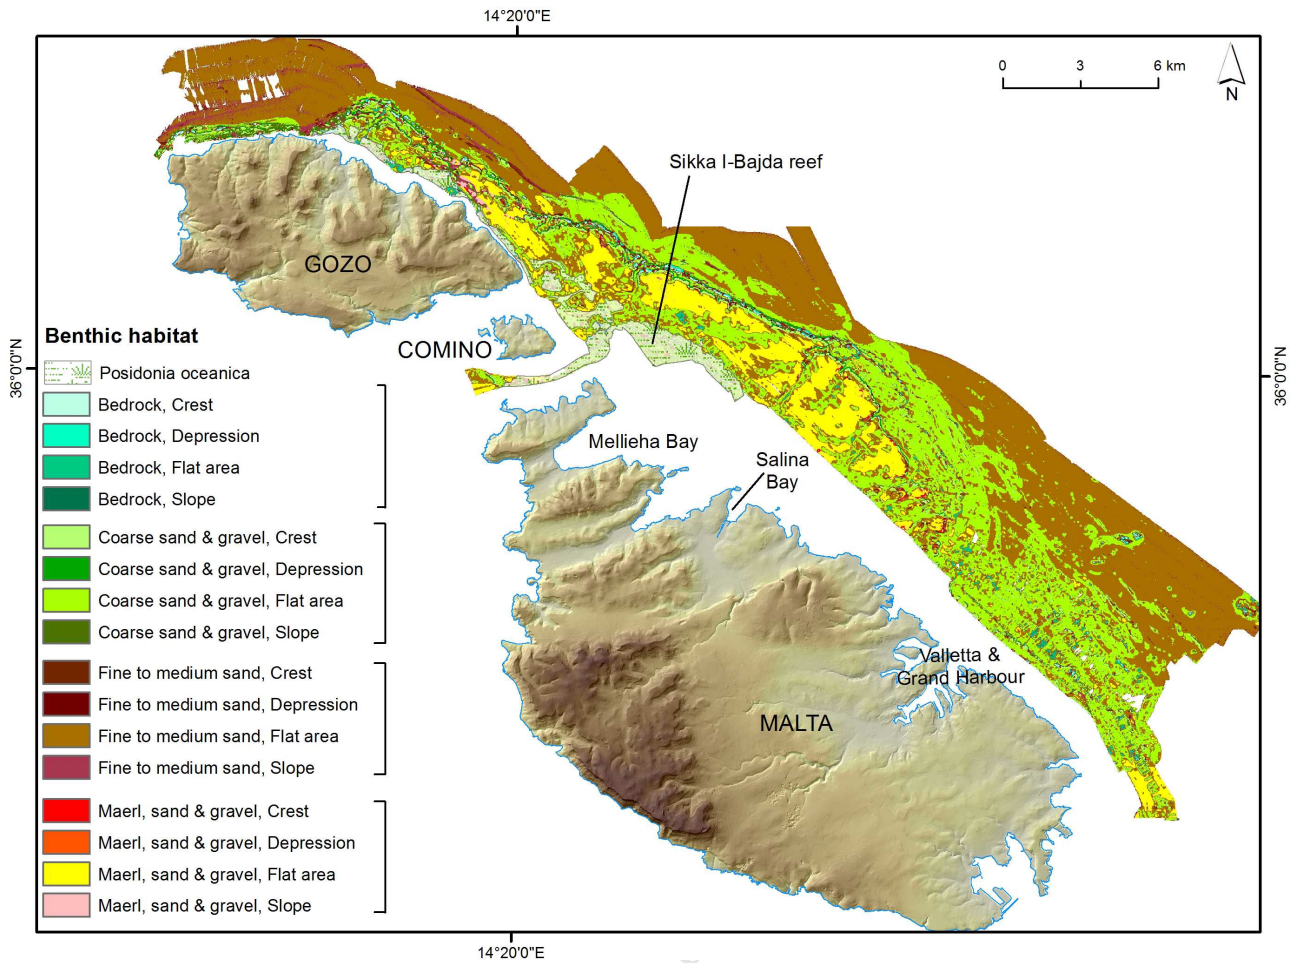 14°20'0"E
0 3 6 km
N
Sikka I-Bajda reef
GOZO
Benthic habitat
COMINO
36°0'0"N
36°0'0"N
Posidonia oceanica
Bedrock, Crest
Bedrock, Depression
Bedrock, Flat area
Bedrock, Slope
Mellieha Bay
Salina
Bay
Coarse sand & gravel, Crest
Coarse sand & gravel, Depression
Coarse sand & gravel, Flat area
Coarse sand & gravel, Slope
Valletta &
Grand Harbour
MALTA
Fine to medium sand, Crest
Fine to medium sand, Depression
Fine to medium sand, Flat area
Fine to medium sand, Slope
Maerl, sand & gravel, Crest
Maerl, sand & gravel, Depression
Maerl, sand & gravel, Flat area
Maerl, sand & gravel, Slope
14°20'0"E